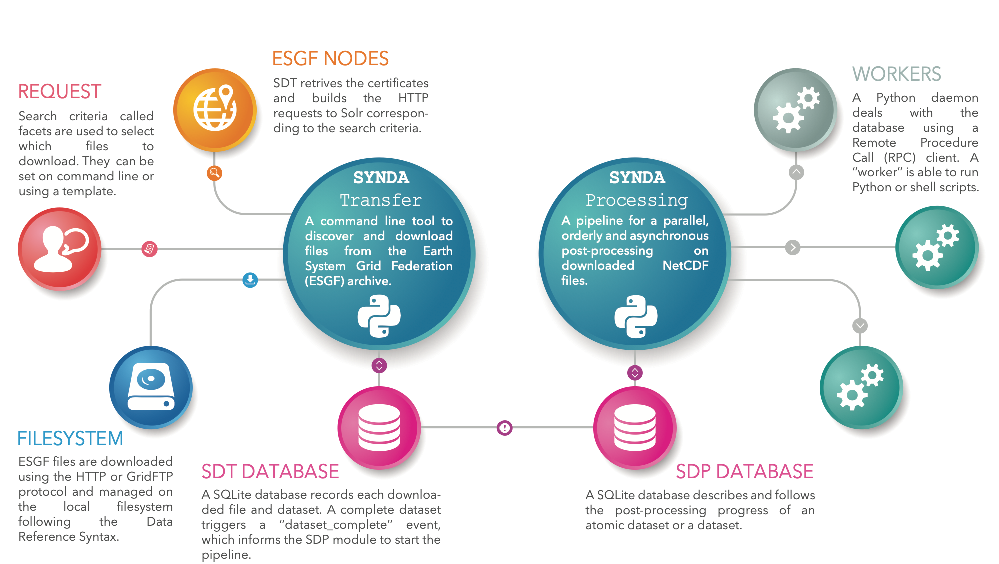 REQUEST
Search criteria called
facets are used to select
which files to
download. They can be
set on command line or
using a template.
ESGF NODES
SDT retrives the certificates
and builds the HTTP
requests to Solr correspon-
ding to the search criteria.
SYNDA
Transfer
A command line tool to
discover and download
files from the Earth
System Grid Federation
(ESGF) archive.
SYNDA
Processing
A pipeline for a parallel,
orderly and asynchronous
post-processing on
downloaded NetCDF
files.
WORKERS
A Python daemon
deals with the
database using a
Remote Procedure
Call (RPC) client. A
"worker" is able to run
Python or shell scripts.
FILESYSTEM
ESGF files are downloaded
using the HTTP or GridFTP
protocol and managed on
the local filesystem
following the Data
Reference Syntax.
SDT DATABASE
A SQLite database records each downloa-
ded file and dataset. A complete dataset
triggers a "dataset_complete" event,
which informs the SDP module to start the
pipeline.
!
SDP DATABASE
A SQLite database describes and follows
the post-processing progress of an
atomic dataset or a dataset.